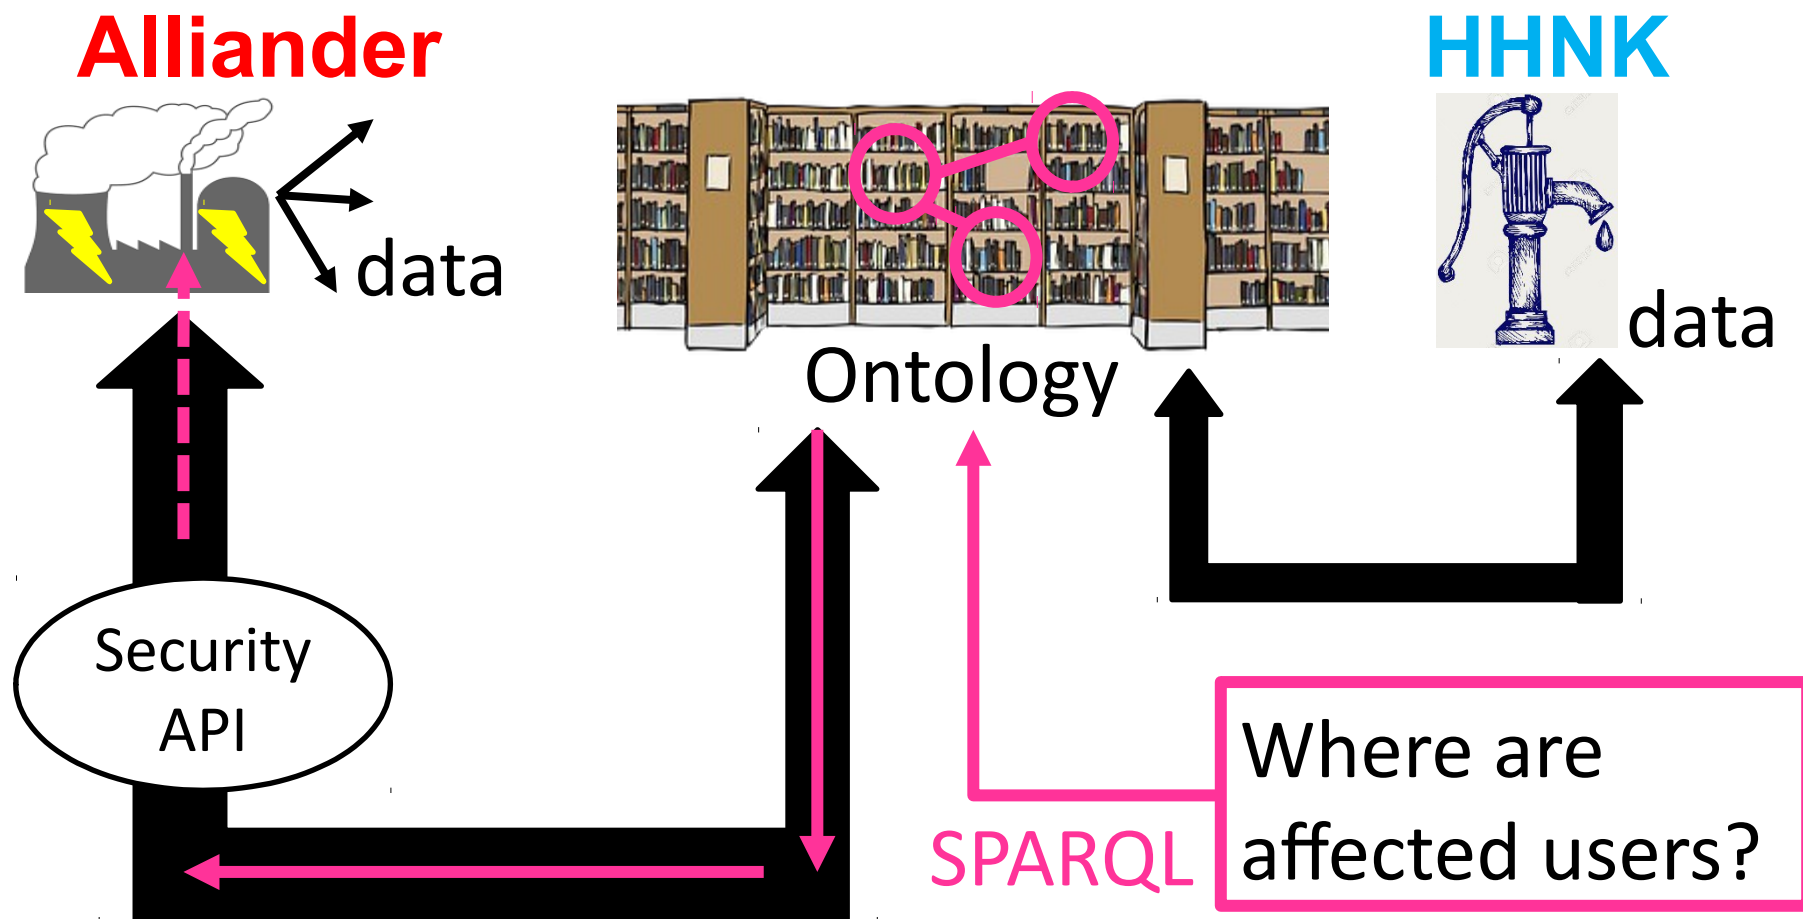 Alliander
HHNK
data
data
Ontology
Security
API
Where are
affected users?
SPARQL